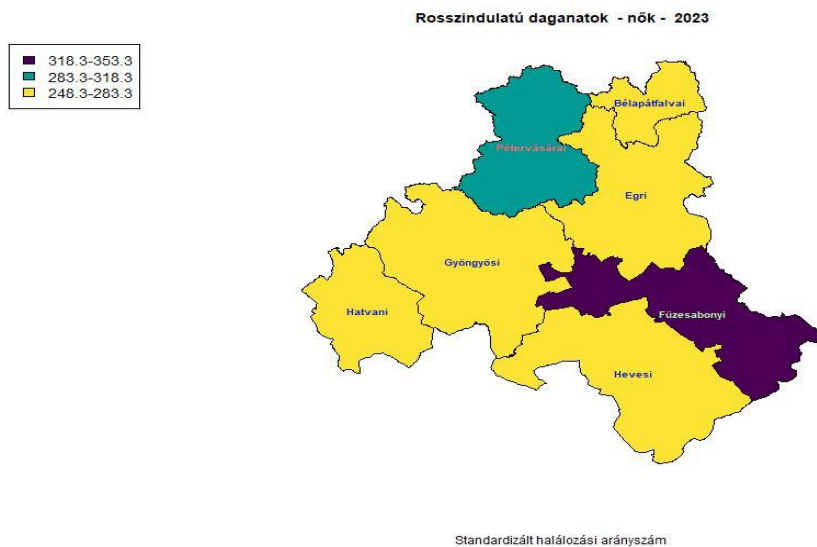 Rosszindulatú daganatok - nők - 2023
318.3-353.3
283.3-318.3
248.3-283.3
Bélapátfalvai
Pétervásárai
Egri
Gyöngyösi
Hatvani
Füzesabonyi
Hevesi
Standardizált halálozási arányszám